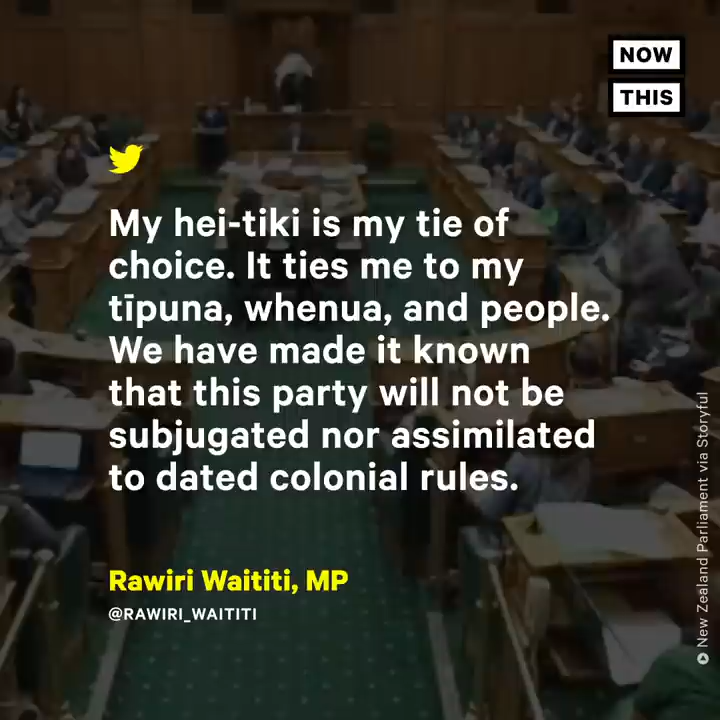 NOW
THIS
My hei-tiki is my tie of
choice. It ties me to my
tīpuna, whenua, and people.
We have made it known
that this party will not be
subjugated nor assimilated
to dated colonial rules.
Rawiri Waititi, MP
@RAWIRI_WAITITI
New Zealand Parliament via Storyful